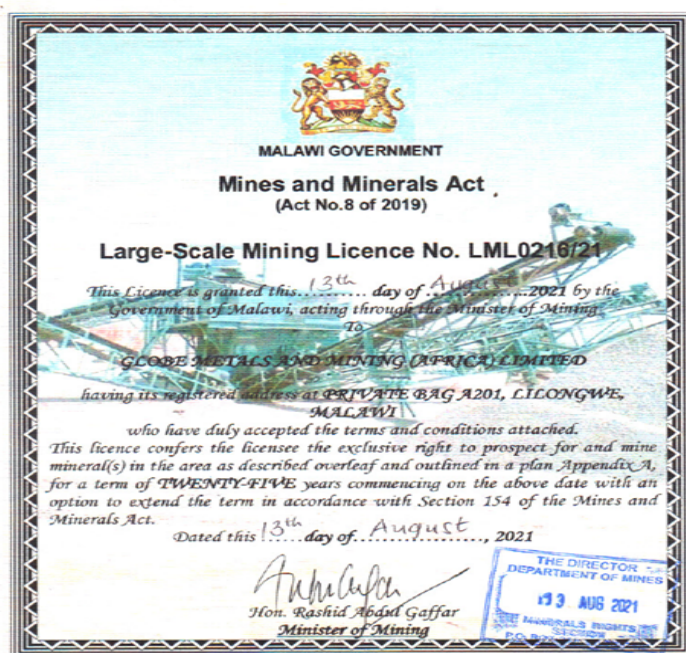 MALAWI GOVERNMENT
Mines and Minerals Act
(Act No.8 of 2019)
Large-Scale Mining Licence No. LML0216/21
This Licence is granted this 13th day of August 2021 by the
Government of Malawi, acting through the Minister of Mining
To
GLOBE METALS AND MINING (AFRICA) LIMITED
having its registered address at PRIVATE BAG A201, LILONGWE,
MALAWI
who have duly accepted the terms and conditions attached.
This licence confers the licensee the exclusive right to prospect for and mine
mineral(s) in the area as described overleaf and outlined in a plan Appendix A,
for a term of TWENTY-FIVE years commencing on the above date with an
option to extend the term in accordance with Section 154 of the Mines and
Minerals Act.
Dated this 13th day of August, 2021
Hon. Rashid Abdul Gaffar
Minister of Mining
THE DIRECTOR
DEPARTMENT OF MINES
13 AUG 2021
MINERALS RIGHTS
SECTION
P.O. BOX